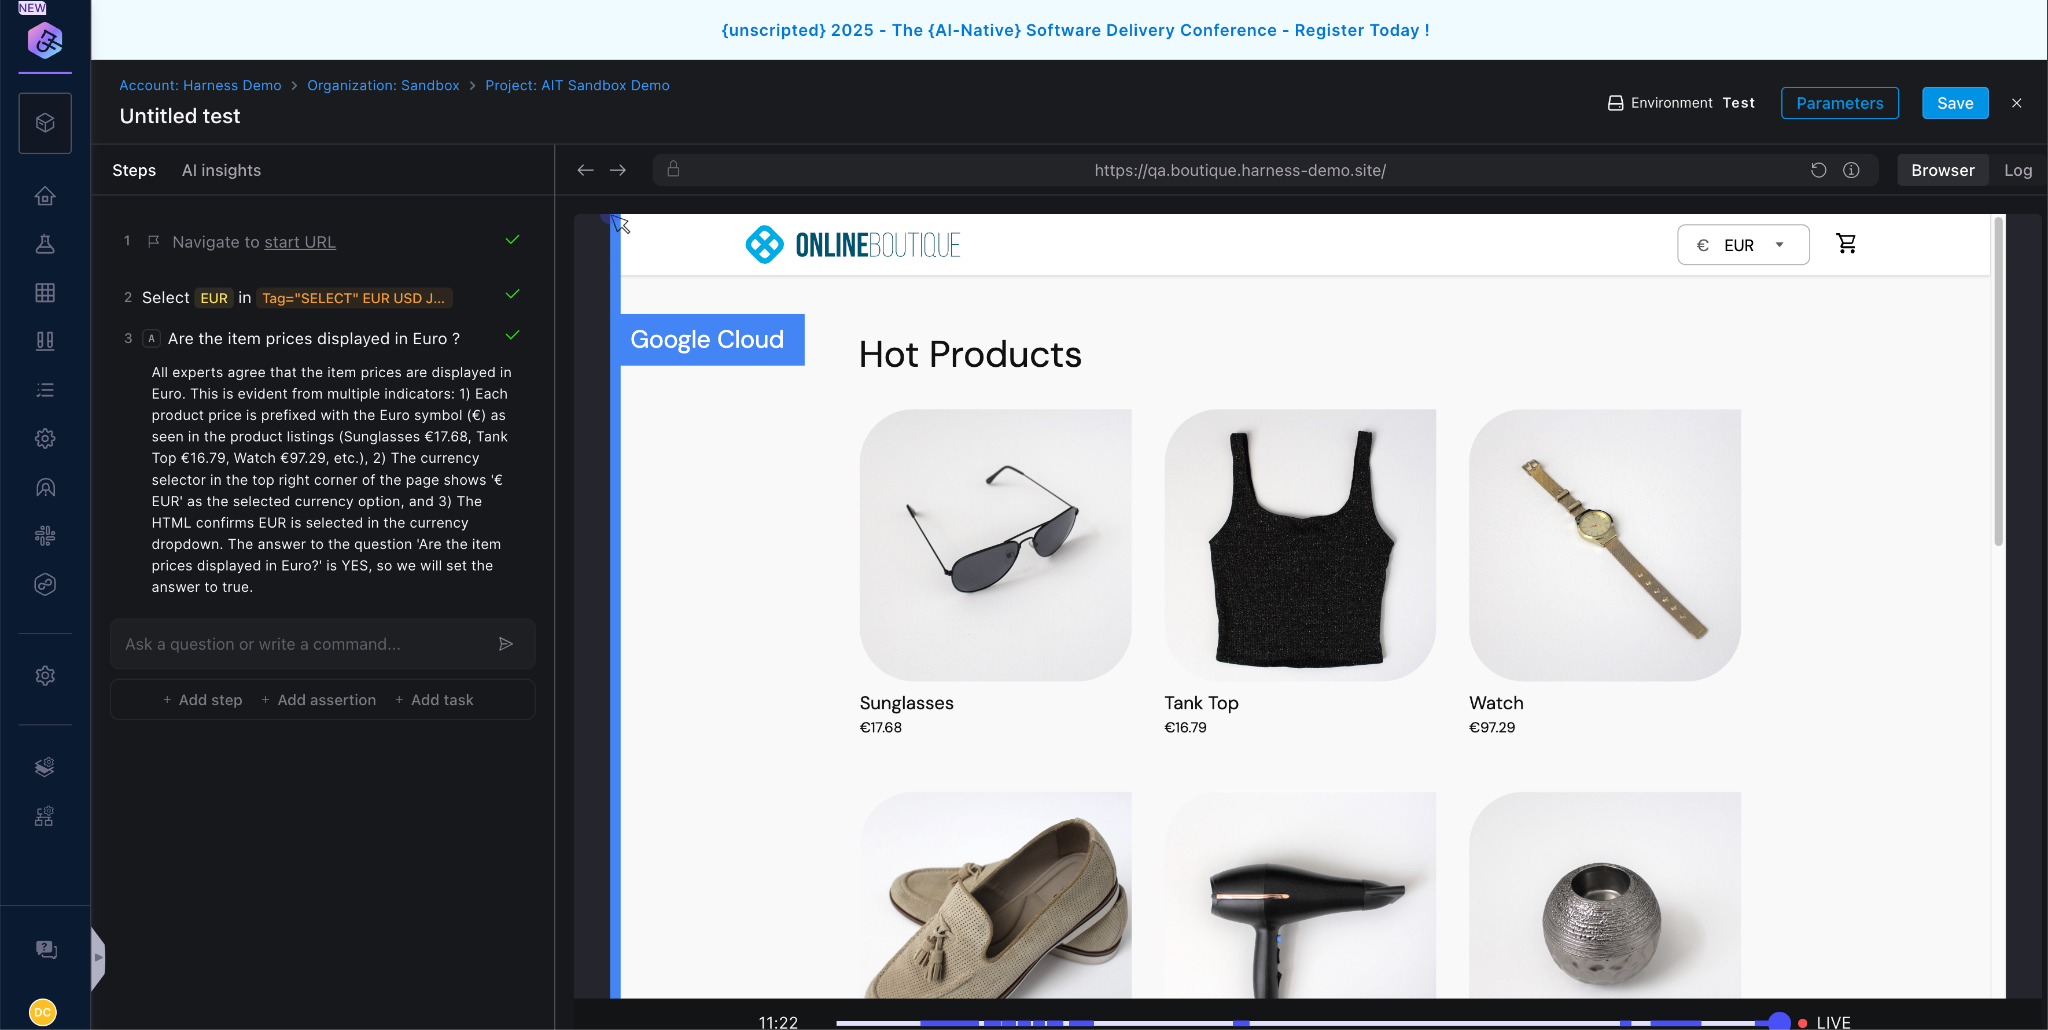 NEW
{unscripted} 2025 - The {AI-Native} Software Delivery Conference - Register Today !
Account: Harness Demo > Organization: Sandbox > Project: AIT Sandbox Demo
Untitled test
Environment Test
Parameters
Save
Steps
AI insights
https://qa.boutique.harness-demo.site/
Browser
Log
1 Navigate to start URL
2 Select EUR in Tag="SELECT" EUR USD J...
3 A Are the item prices displayed in Euro ?
All experts agree that the item prices are displayed in
Euro. This is evident from multiple indicators: 1) Each
product price is prefixed with the Euro symbol (€) as
seen in the product listings (Sunglasses €17.68, Tank
Top €16.79, Watch €97.29, etc.), 2) The currency
selector in the top right corner of the page shows '€
EUR' as the selected currency option, and 3) The
HTML confirms EUR is selected in the currency
dropdown. The answer to the question 'Are the item
prices displayed in Euro?' is YES, so we will set the
answer to true.
Ask a question or write a command...
+ Add step + Add assertion + Add task
DC
ONLINEBOUTIQUE
€ EUR
Google Cloud
Hot Products
Sunglasses
€17.68
Tank Top
€16.79
Watch
€97.29
11:22
LIVE